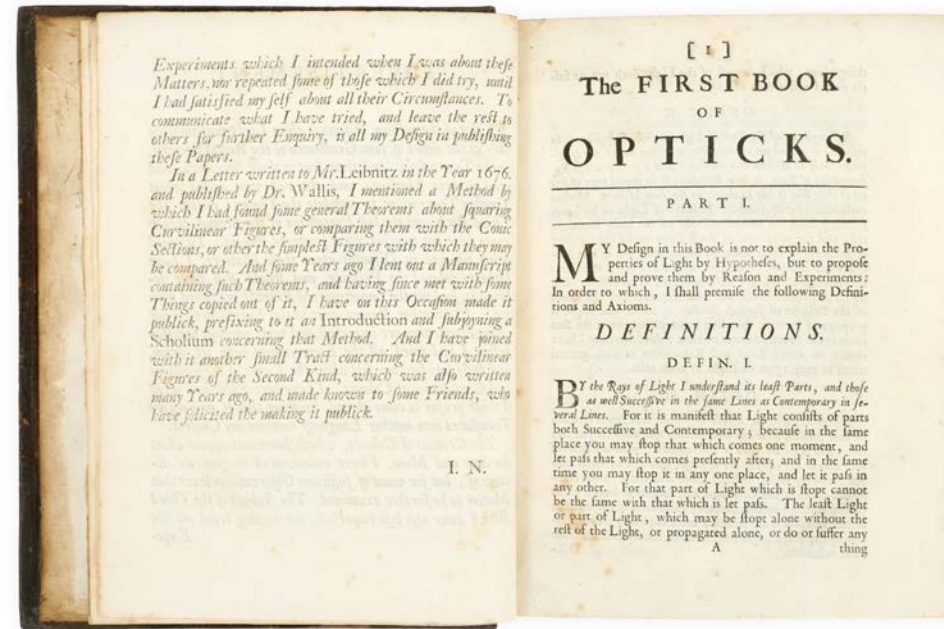 Experiments which I intended when I was about theſe
Matters, nor repeated ſome of thoſe which I did try, until
I had ſatisfied my ſelf about all their Circumſtances. To
communicate what I have tried, and leave the reſt to
others for further Enquiry, is all my Deſign in publiſhing
theſe Papers.
In a Letter written to Mr. Leibnitz in the Year 1676.
and publiſhed by Dr. Wallis, I mentioned a Method by
which I had found ſome general Theorems about ſquaring
Curvilinear Figures, or comparing them with the Conic
Sections, or other the ſimpleſt Figures with which they may
be compared. And ſome Years ago I lent out a Manuſcript
containing ſuch Theorems, and having ſince met with ſome
Things copied out of it, I have on this Occaſion made it
publick, prefixing to it an Introduction and ſubjoyning a
Scholium concerning that Method. And I have joined
with it another ſmall Tract concerning the Curvilinear
Figures of the Second Kind, which was alſo written
many Years ago, and made known to ſome Friends, who
have ſolicited the making it publick.
I. N.
[ 1 ]
The FIRST BOOK
OF
OPTICKS.
PART I.
MY Deſign in this Book is not to explain the Pro-
perties of Light by Hypotheſes, but to propoſe
and prove them by Reaſon and Experiments:
In order to which, I ſhall premiſe the following Defini-
tions and Axioms.
DEFINITIONS.
DEFIN. I.
BY the Rays of Light I underſtand its leaſt Parts, and thoſe
as well Succeſſive in the ſame Lines as Contemporary in ſe-
veral Lines. For it is manifeſt that Light conſiſts of parts
both Succeſſive and Contemporary; becauſe in the ſame
place you may ſtop that which comes one moment, and
let paſs that which comes preſently after; and in the ſame
time you may ſtop it in any one place, and let it paſs in
any other. For that part of Light which is ſtopt cannot
be the ſame with that which is let paſs. The leaſt Light
or part of Light, which may be ſtopt alone without the
reſt of the Light, or propagated alone, or do or ſuffer any
A thing